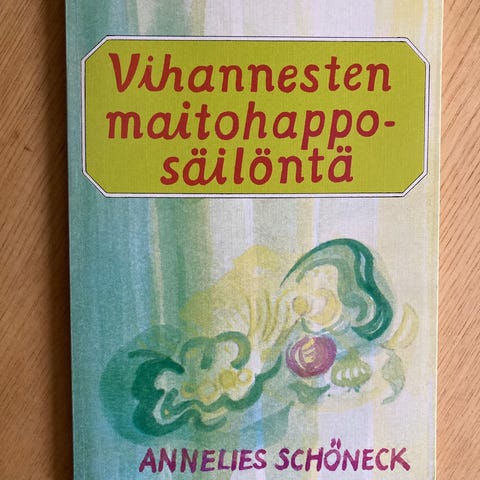 Vihannesten
maitohappo-
säilöntä
ANNELIES SCHÖNECK